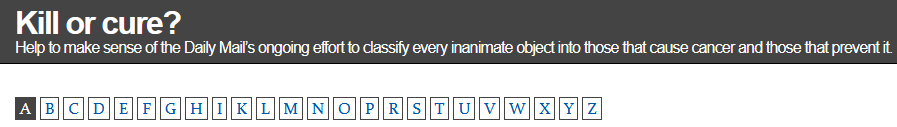 Kill or cure?
Help to make sense of the Daily Mail's ongoing effort to classify every inanimate object into those that cause cancer and those that prevent it.
A B C D E F G H I K L M N O P R S T U V W X Y Z